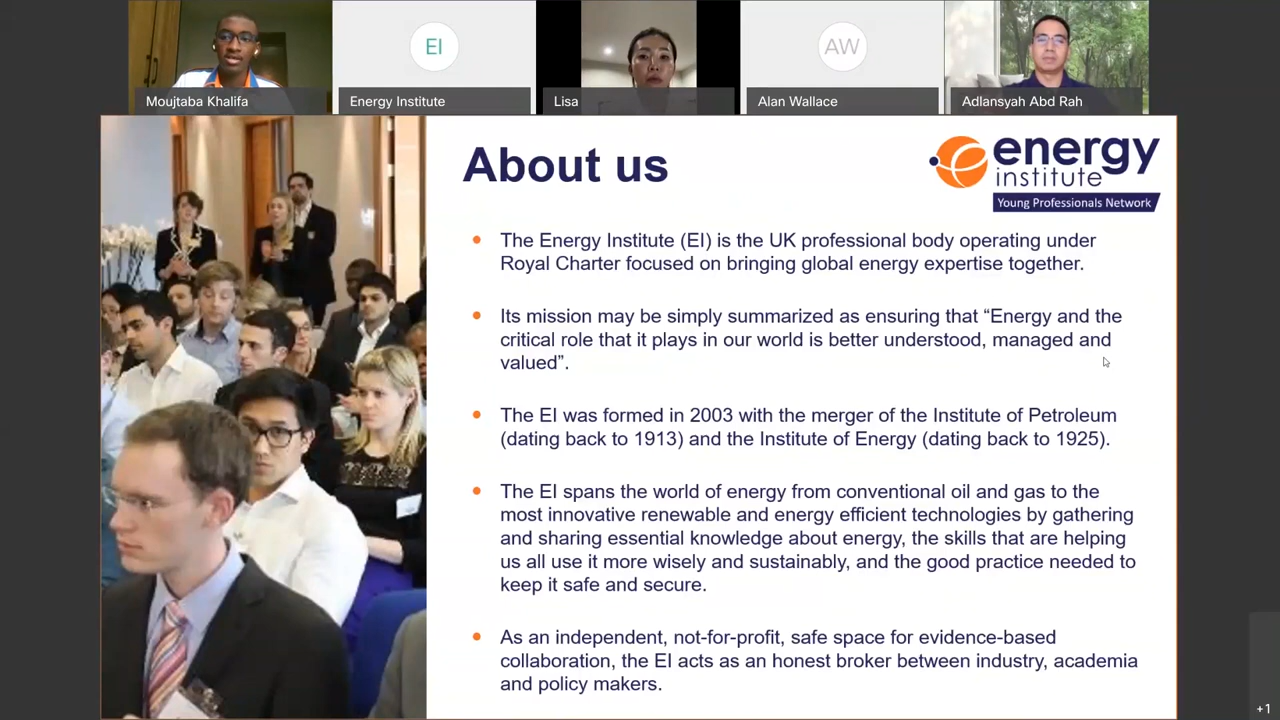 EI
AW
Moujtaba Khalifa
Energy Institute
Lisa
Alan Wallace
Adlansyah Abd Rah
About us
energy
institute
Young Professionals Network
• The Energy Institute (EI) is the UK professional body operating under
Royal Charter focused on bringing global energy expertise together.
• Its mission may be simply summarized as ensuring that “Energy and the
critical role that it plays in our world is better understood, managed and
valued”.
• The EI was formed in 2003 with the merger of the Institute of Petroleum
(dating back to 1913) and the Institute of Energy (dating back to 1925).
• The EI spans the world of energy from conventional oil and gas to the
most innovative renewable and energy efficient technologies by gathering
and sharing essential knowledge about energy, the skills that are helping
us all use it more wisely and sustainably, and the good practice needed to
keep it safe and secure.
• As an independent, not-for-profit, safe space for evidence-based
collaboration, the EI acts as an honest broker between industry, academia
and policy makers.
+1